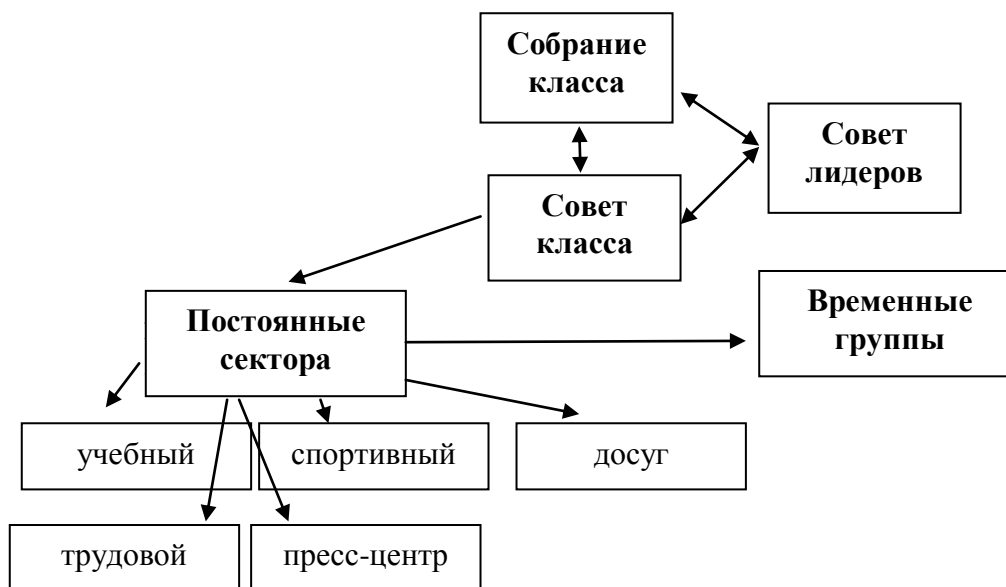 Собрание
класса
Совет
лидеров
Совет
класса
Временные
группы
Постоянные
сектора
учебный
спортивный
досуг
трудовой
пресс-центр